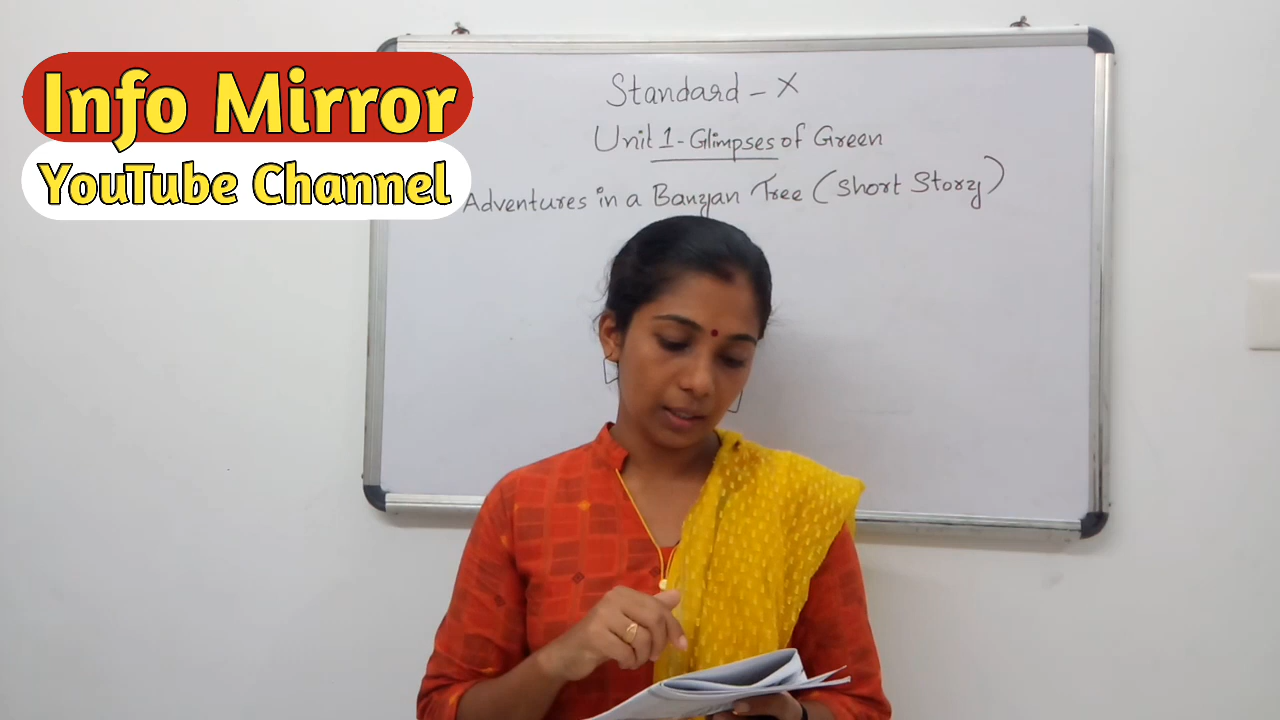 Info Mirror
YouTube Channel
Standard - X
Unit 1 - Glimpses of Green
Adventures in a Banyan Tree (Short Story)